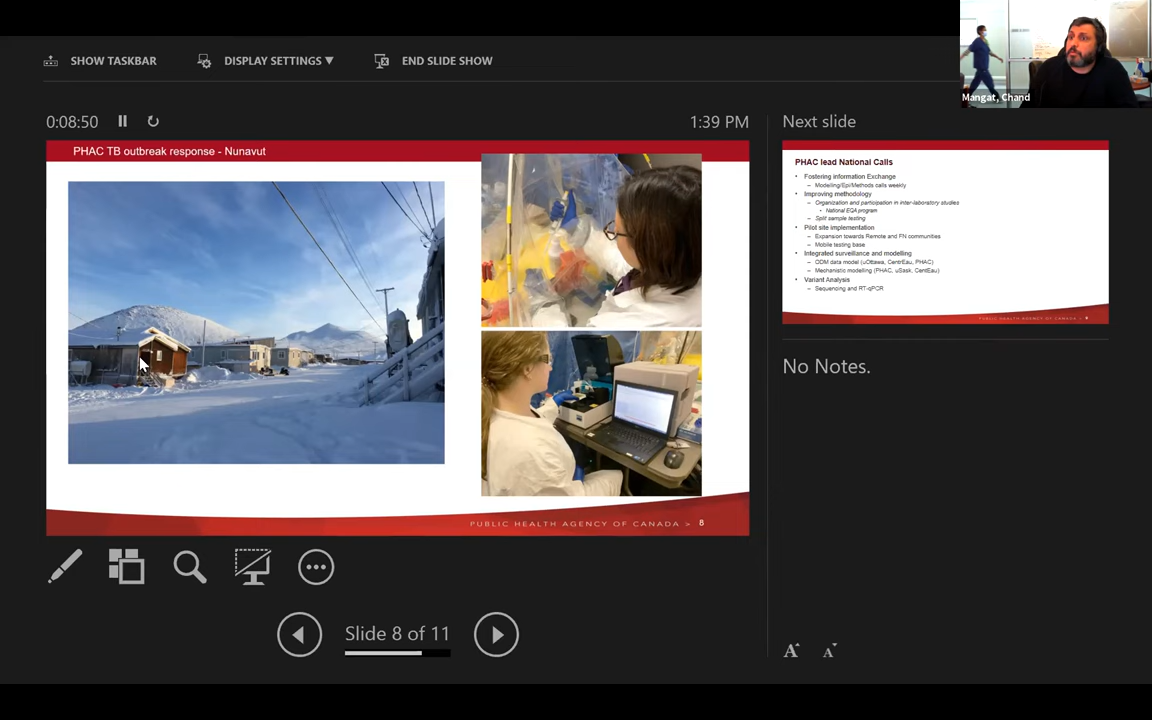 SHOW TASKBAR
DISPLAY SETTINGS ▼
END SLIDE SHOW
Mangat, Chand
0:08:50
1:39 PM
Next slide
PHAC TB outbreak response - Nunavut
PUBLIC HEALTH AGENCY OF CANADA >
8
PHAC lead National Calls
• Fostering information Exchange
– Modelling/Epi/Methods calls weekly
• Improving methodology
– Organization and participation in inter-laboratory studies
• National EQA program
– Split sample testing
• Pilot site implementation
– Expansion towards Remote and FN communities
– Mobile testing base
• Integrated surveillance and modelling
– ODM data model (uOttawa, CentrEau, PHAC)
– Mechanistic modelling (PHAC, uSask, CentEau)
• Variant Analysis
– Sequencing and RT-qPCR
PUBLIC HEALTH AGENCY OF CANADA >
No Notes.
Slide 8 of 11
A A